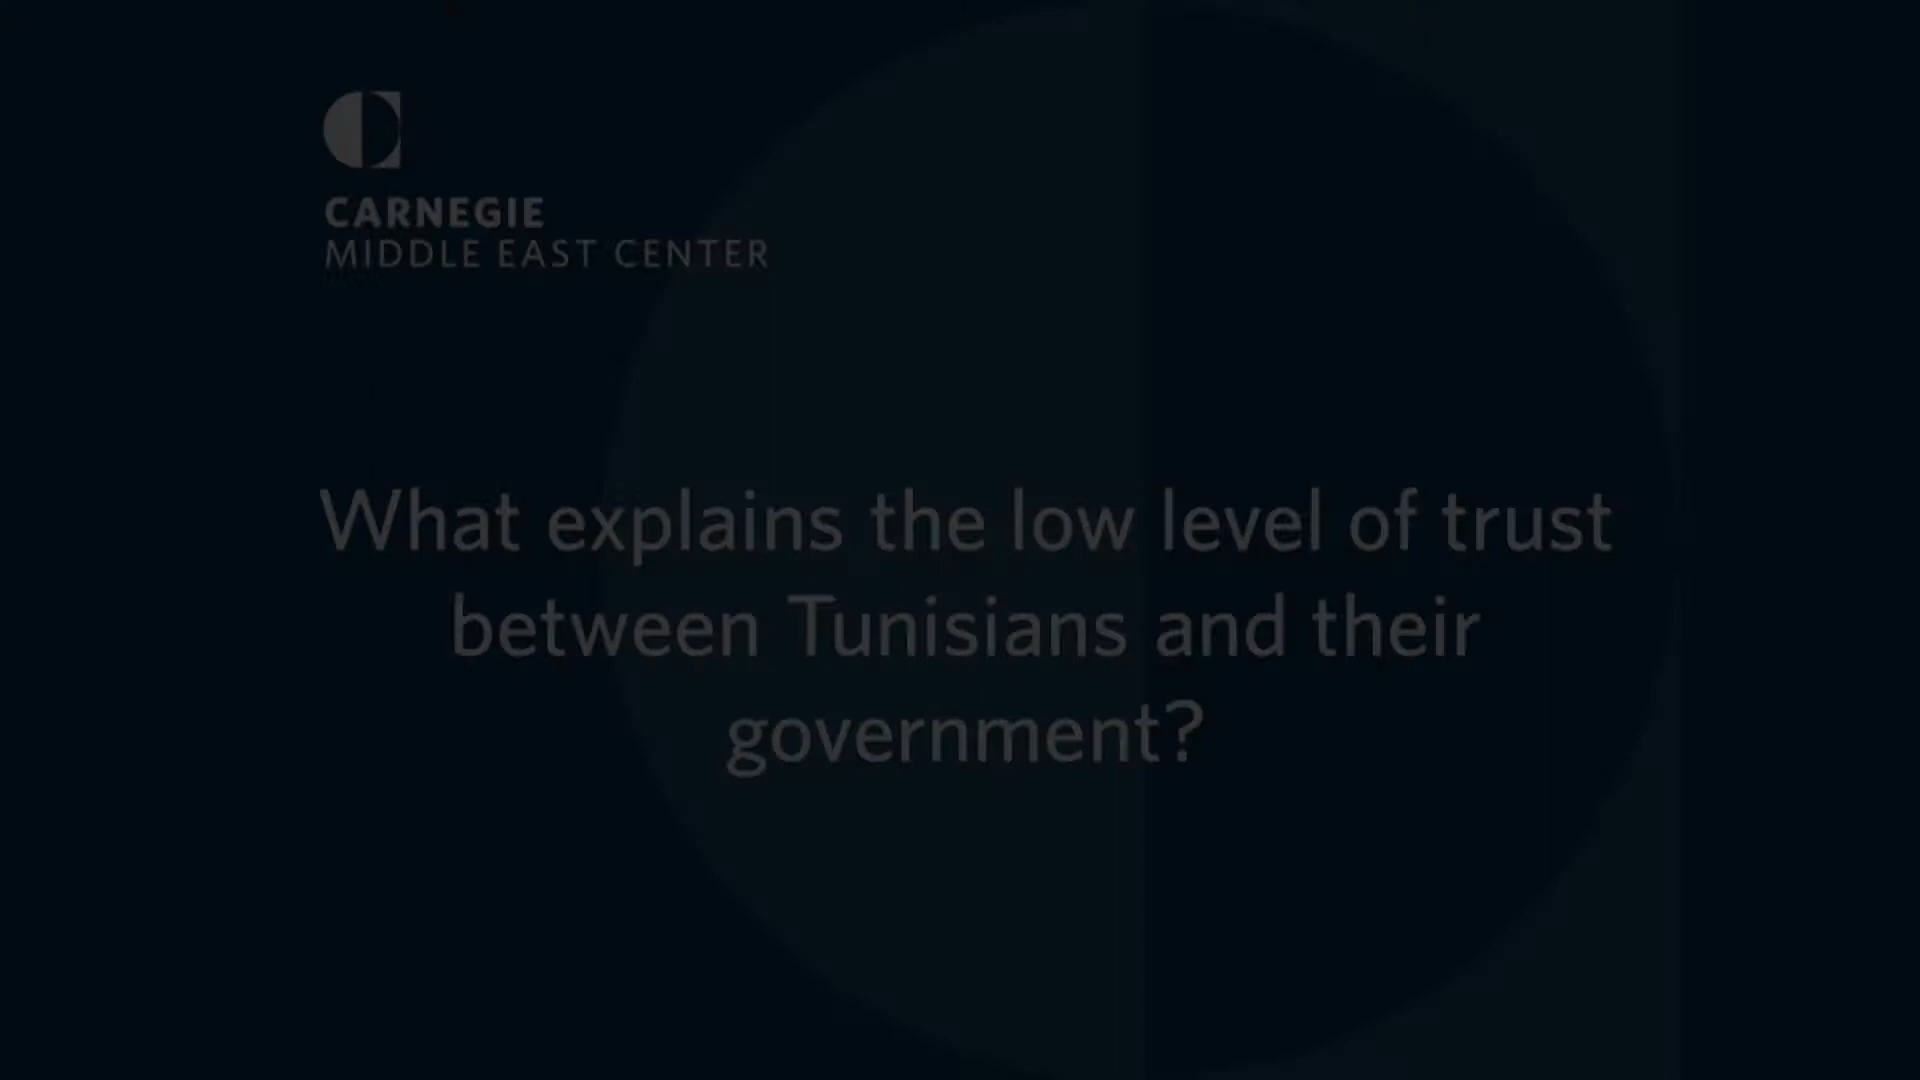 CARNEGIE
MIDDLE EAST CENTER
What explains the low level of trust
between Tunisians and their
government?